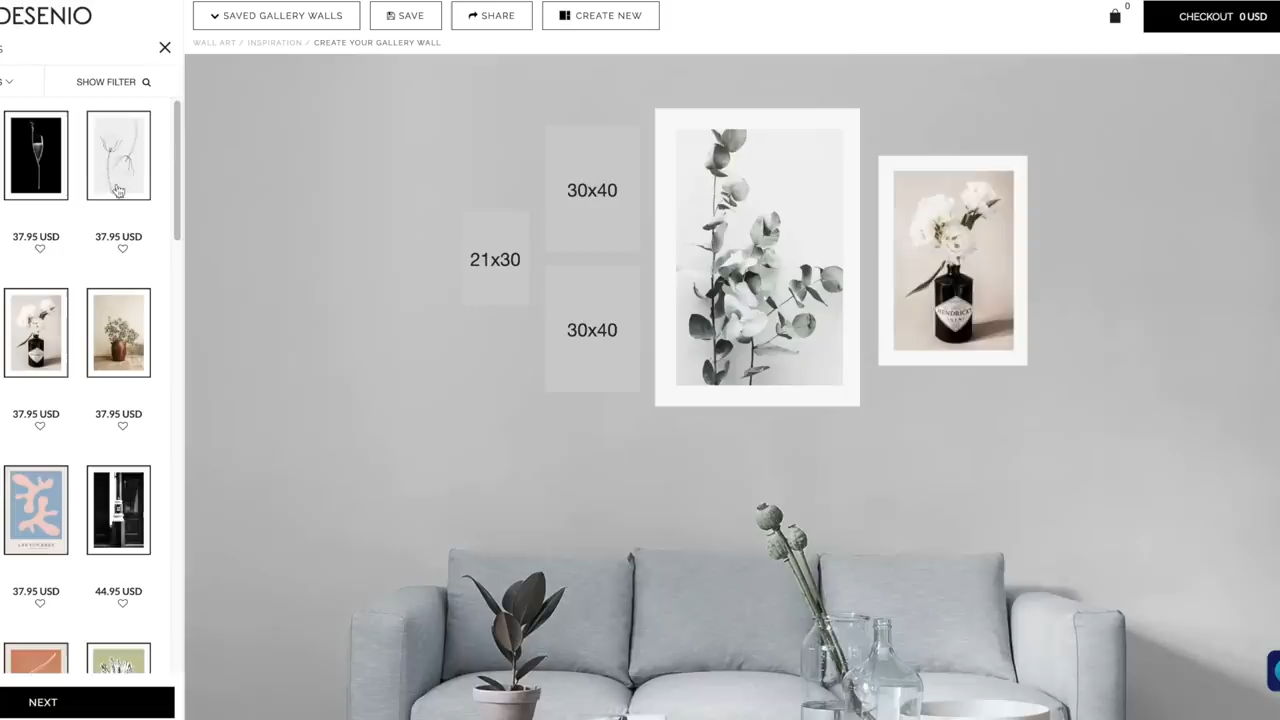 DESENIO
SAVED GALLERY WALLS
SAVE
SHARE
CREATE NEW
0
CHECKOUT 0 USD
WALL ART / INSPIRATION / CREATE YOUR GALLERY WALL
S
S
SHOW FILTER
37.95 USD
37.95 USD
37.95 USD
37.95 USD
37.95 USD
44.95 USD
NEXT
30x40
21x30
30x40
HENDRICK'S